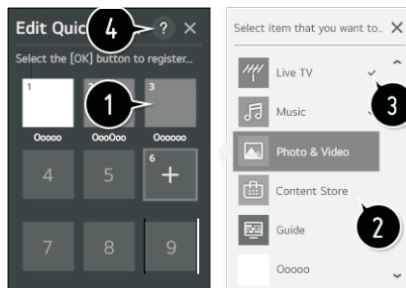 Edit Quic 4 ? ×
Select the [OK] button to register...
1 2 1 3
Ooooo OooOoo Oooooo
4 5 6 +
7 8 9
Select item that you want to.. ×
Live TV
3
Music
Photo & Video
Content Store
2
Guide
Ooooo